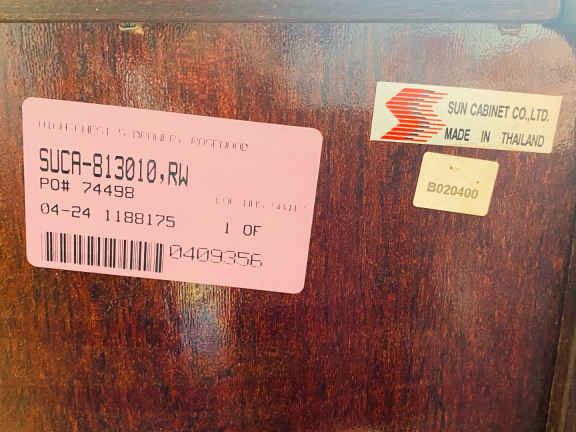 SUCA-813010,RW
PO# 74498
04-24 1188175
1 OF
0409356
SUN CABINET CO.,LTD.
MADE IN THAILAND
B020400